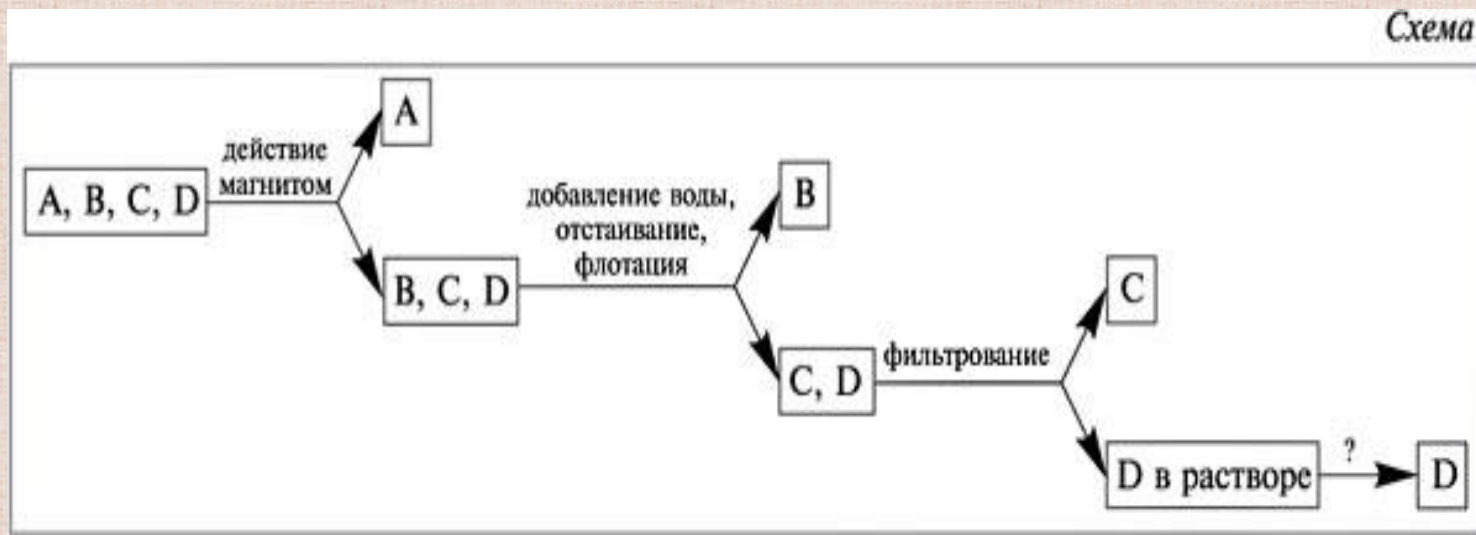 Схема
A
действие
магнитом
A, B, C, D
B
добавление воды,
отстаивание,
флотация
B, C, D
C
фильтрование
C, D
?
D в растворе
D